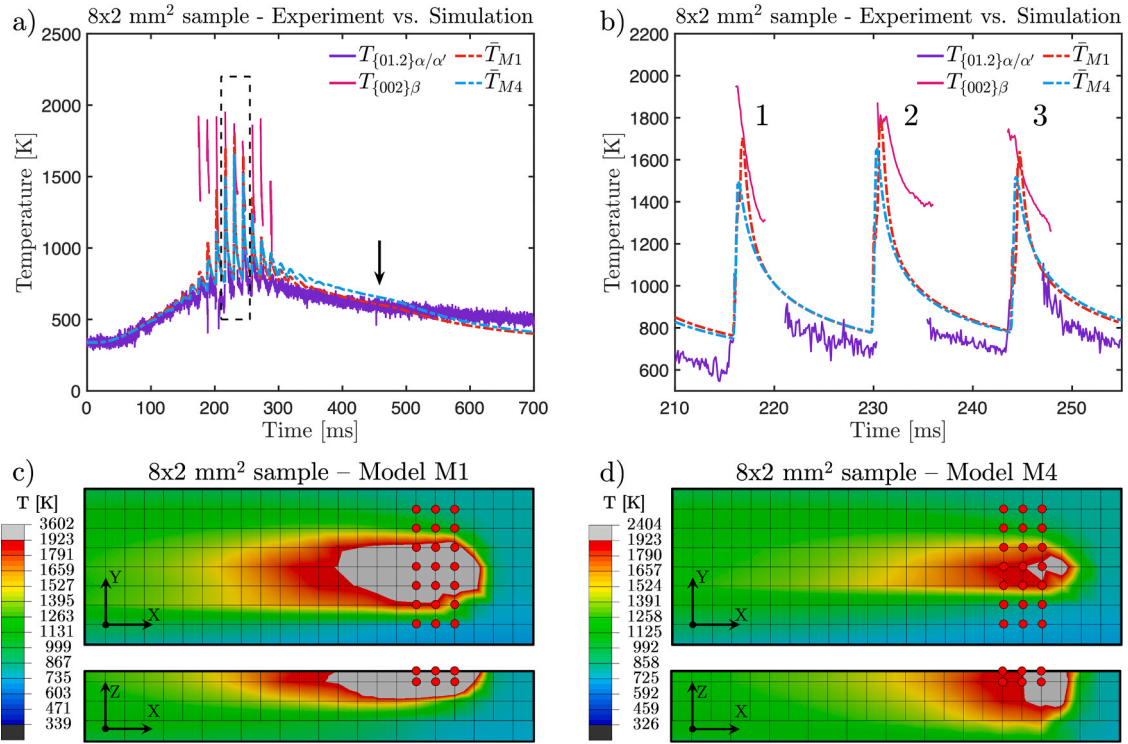 8x2 mm² sample - Experiment vs. Simulation
a)
T{01.2}α/α′
T̄M1
T{002}β
T̄M4
Temperature [K]
2500
2000
1500
1000
500
0
0 100 200 300 400 500 600 700
Time [ms]
8x2 mm² sample - Experiment vs. Simulation
b)
T{01.2}α/α′
T̄M1
T{002}β
T̄M4
1 2 3
Temperature [K]
2200
2000
1800
1600
1400
1200
1000
800
600
210 220 230 240 250
Time [ms]
c)
8x2 mm² sample – Model M1
T [K]
3602
1923
1791
1659
1527
1395
1263
1131
999
867
735
603
471
339
Y
X
Z
X
d)
8x2 mm² sample – Model M4
T [K]
2404
1923
1790
1657
1524
1391
1258
1125
992
858
725
592
459
326
Y
X
Z
X